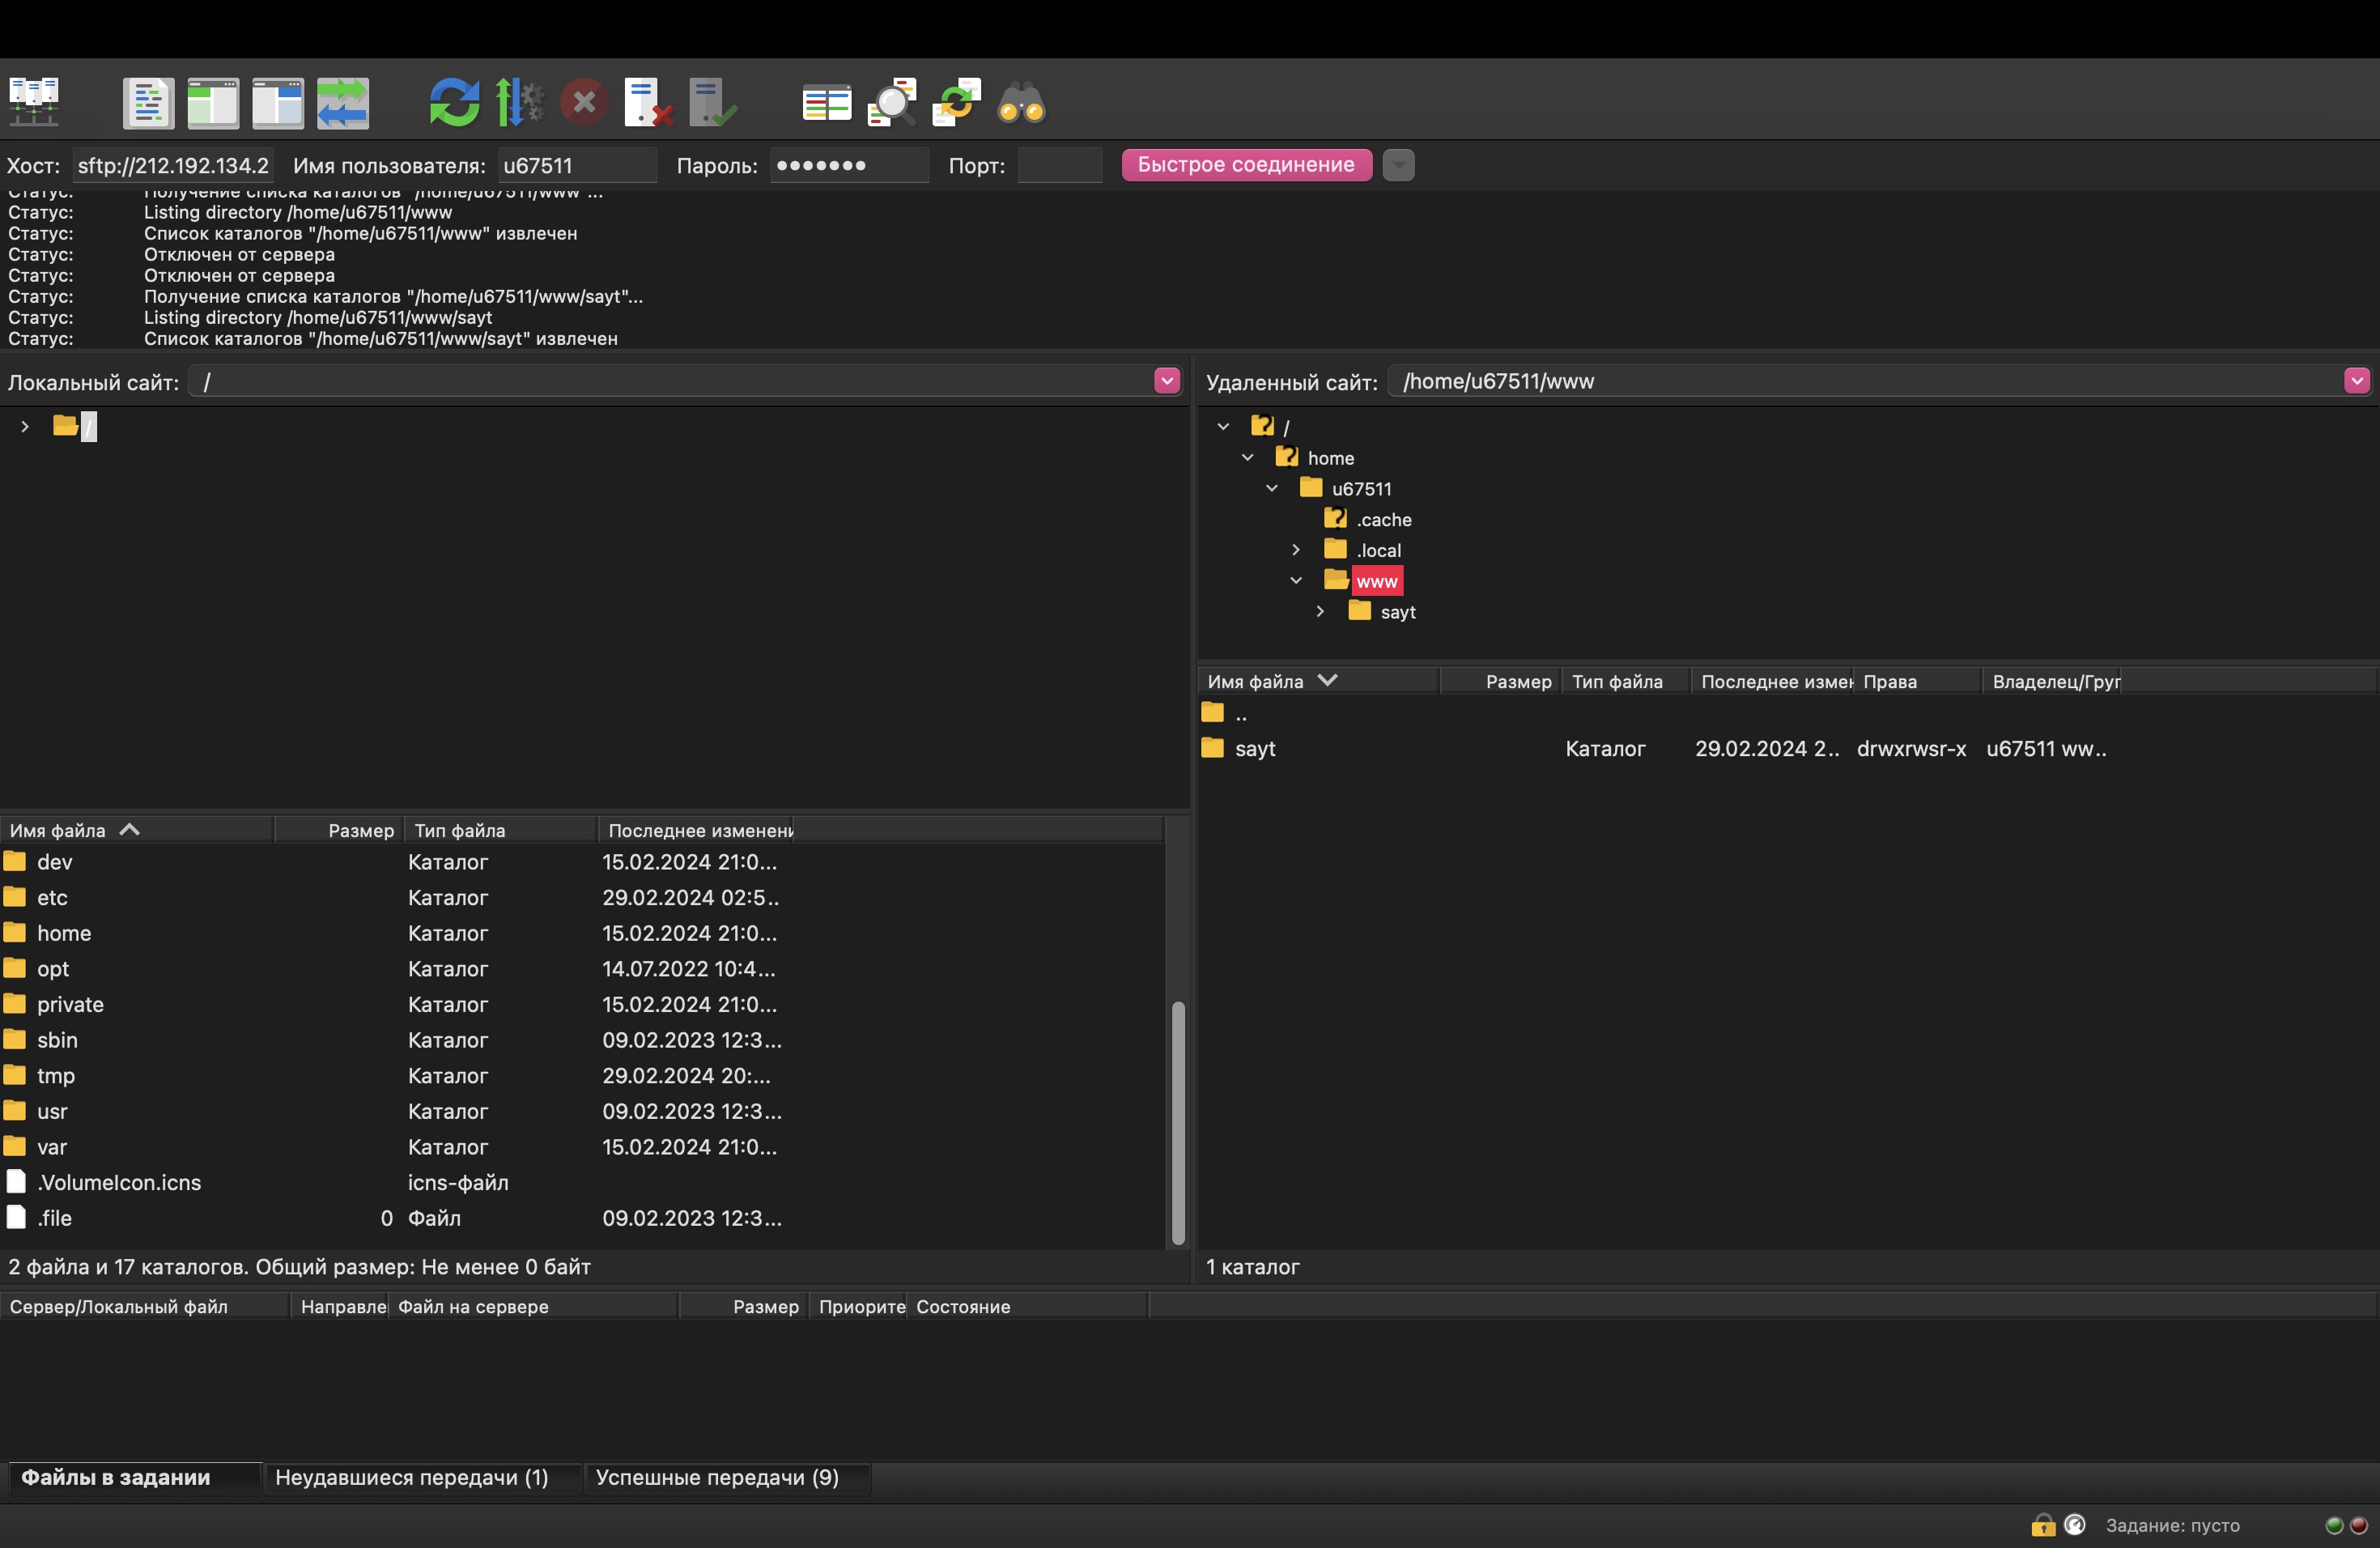 Хост: sftp://212.192.134.2 Имя пользователя: u67511 Пароль: ●●●●●●● Порт: Быстрое соединение
Статус: Получение списка каталогов "/home/u67511/www"...
Статус: Listing directory /home/u67511/www
Статус: Список каталогов "/home/u67511/www" извлечен
Статус: Отключен от сервера
Статус: Отключен от сервера
Статус: Получение списка каталогов "/home/u67511/www/sayt"...
Статус: Listing directory /home/u67511/www/sayt
Статус: Список каталогов "/home/u67511/www/sayt" извлечен
Локальный сайт: /
/
Имя файла Размер Тип файла Последнее изменени
dev Каталог 15.02.2024 21:0...
etc Каталог 29.02.2024 02:5..
home Каталог 15.02.2024 21:0...
opt Каталог 14.07.2022 10:4...
private Каталог 15.02.2024 21:0...
sbin Каталог 09.02.2023 12:3...
tmp Каталог 29.02.2024 20:...
usr Каталог 09.02.2023 12:3...
var Каталог 15.02.2024 21:0...
.VolumeIcon.icns icns-файл
.file 0 Файл 09.02.2023 12:3...
2 файла и 17 каталогов. Общий размер: Не менее 0 байт
Удаленный сайт: /home/u67511/www
/
home
u67511
.cache
.local
www
sayt
Имя файла Размер Тип файла Последнее измен Права Владелец/Груп
..
sayt Каталог 29.02.2024 2.. drwxrwsr-x u67511 ww..
1 каталог
Сервер/Локальный файл Направле Файл на сервере Размер Приорите Состояние
Файлы в задании Неудавшиеся передачи (1) Успешные передачи (9)
Задание: пусто